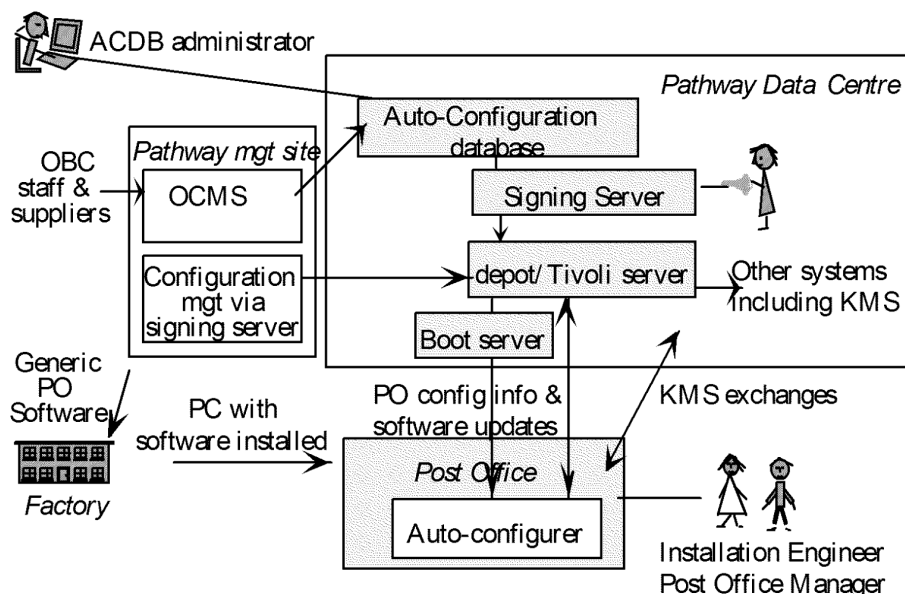 ACDB administrator
Pathway Data Centre
Auto-Configuration
database
Pathway mgt site
OBC
staff &
suppliers
OCMS
Signing Server
Configuration
mgt via
signing server
depot/ Tivoli server
Other systems
including KMS
Boot server
Generic
PO
Software
PC with
software installed
PO config info &
software updates
KMS exchanges
Factory
Post Office
Auto-configurer
Installation Engineer
Post Office Manager